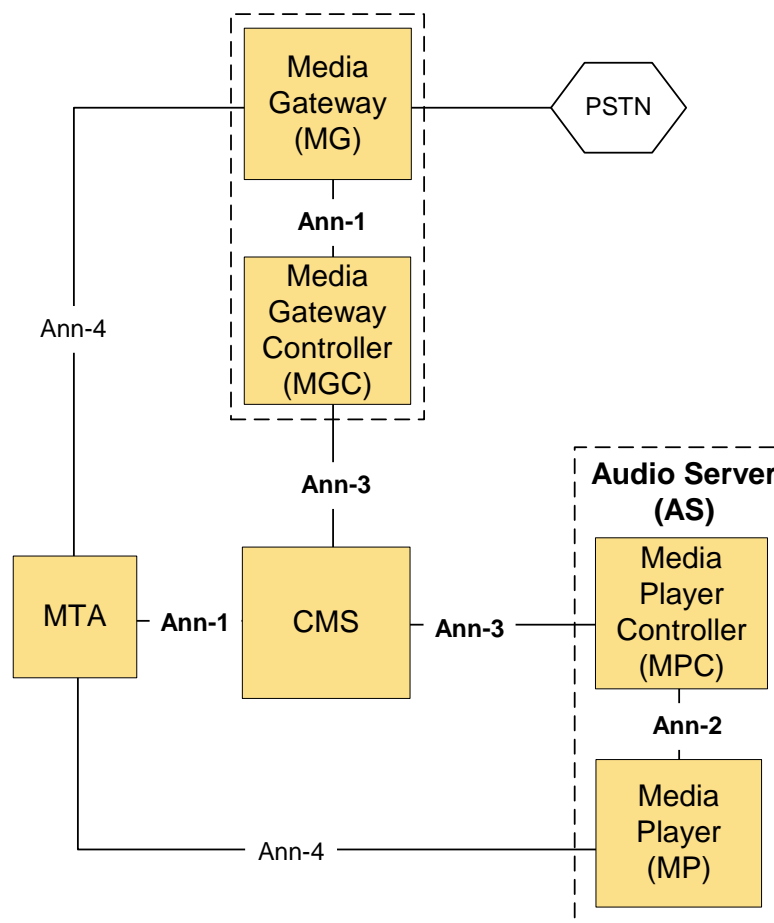 Media
Gateway
(MG)
PSTN
Ann-1
Media
Gateway
Controller
(MGC)
Ann-4
Ann-3
Audio Server
(AS)
MTA
Ann-1
CMS
Ann-3
Media
Player
Controller
(MPC)
Ann-2
Media
Player
(MP)
Ann-4